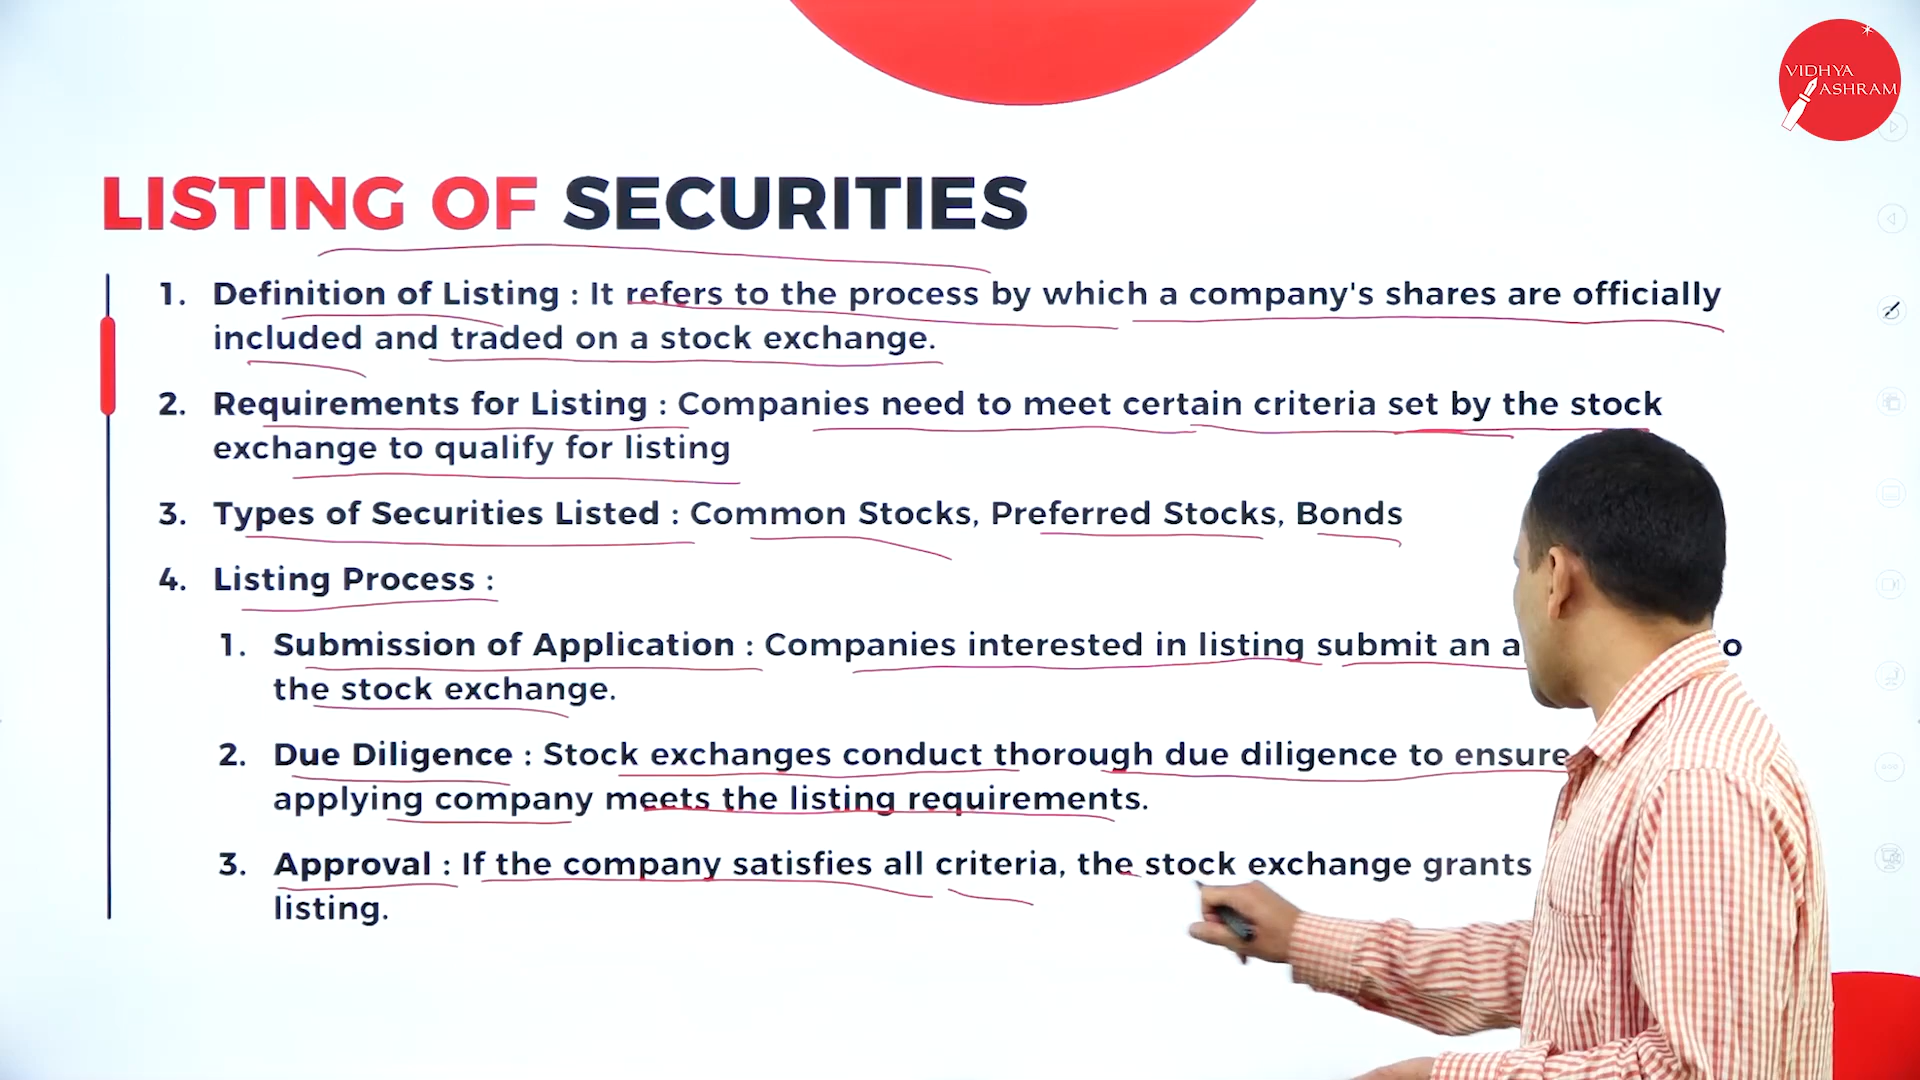 VIDHYA
ASHRAM
LISTING OF SECURITIES
1. Definition of Listing : It refers to the process by which a company's shares are officially
included and traded on a stock exchange.
2. Requirements for Listing : Companies need to meet certain criteria set by the stock
exchange to qualify for listing
3. Types of Securities Listed : Common Stocks, Preferred Stocks, Bonds
4. Listing Process :
1. Submission of Application : Companies interested in listing submit an
the stock exchange.
2. Due Diligence : Stock exchanges conduct thorough due diligence to ensure
applying company meets the listing requirements.
3. Approval : If the company satisfies all criteria, the stock exchange grants
listing.